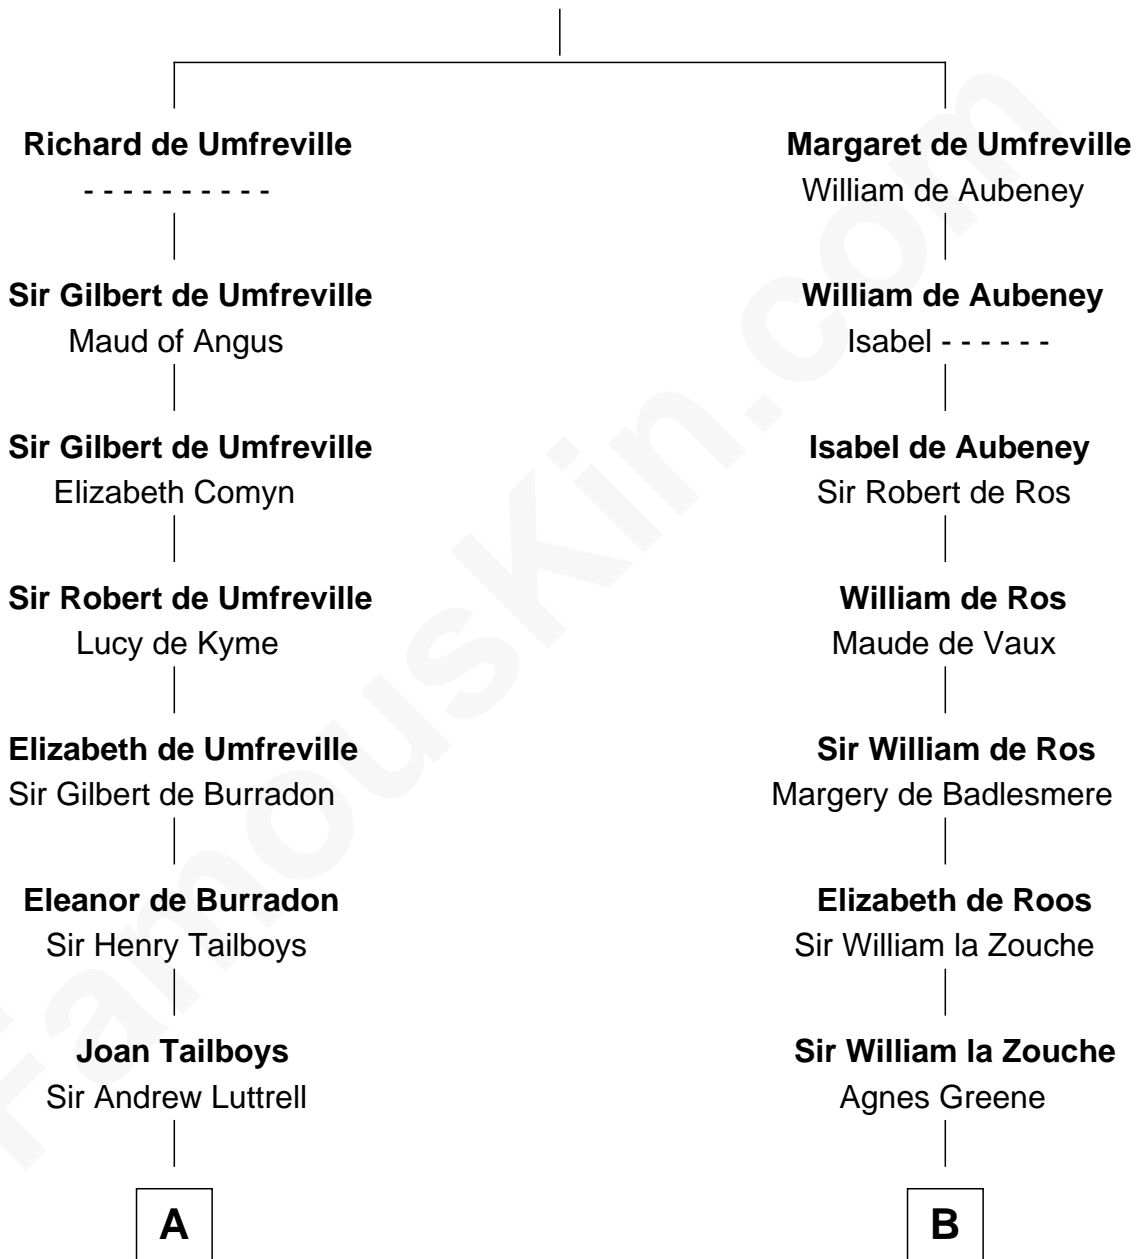 Richard de Umfreville
- - - - - - - - - -
Sir Gilbert de Umfreville
Maud of Angus
Sir Gilbert de Umfreville
Elizabeth Comyn
Sir Robert de Umfreville
Lucy de Kyme
Elizabeth de Umfreville
Sir Gilbert de Burradon
Eleanor de Burradon
Sir Henry Tailboys
Joan Tailboys
Sir Andrew Luttrell
A
Margaret de Umfreville
William de Aubeney
William de Aubeney
Isabel - - - - - -
Isabel de Aubeney
Sir Robert de Ros
William de Ros
Maude de Vaux
Sir William de Ros
Margery de Badlesmere
Elizabeth de Roos
Sir William la Zouche
Sir William la Zouche
Agnes Greene
B
FamousKin.com